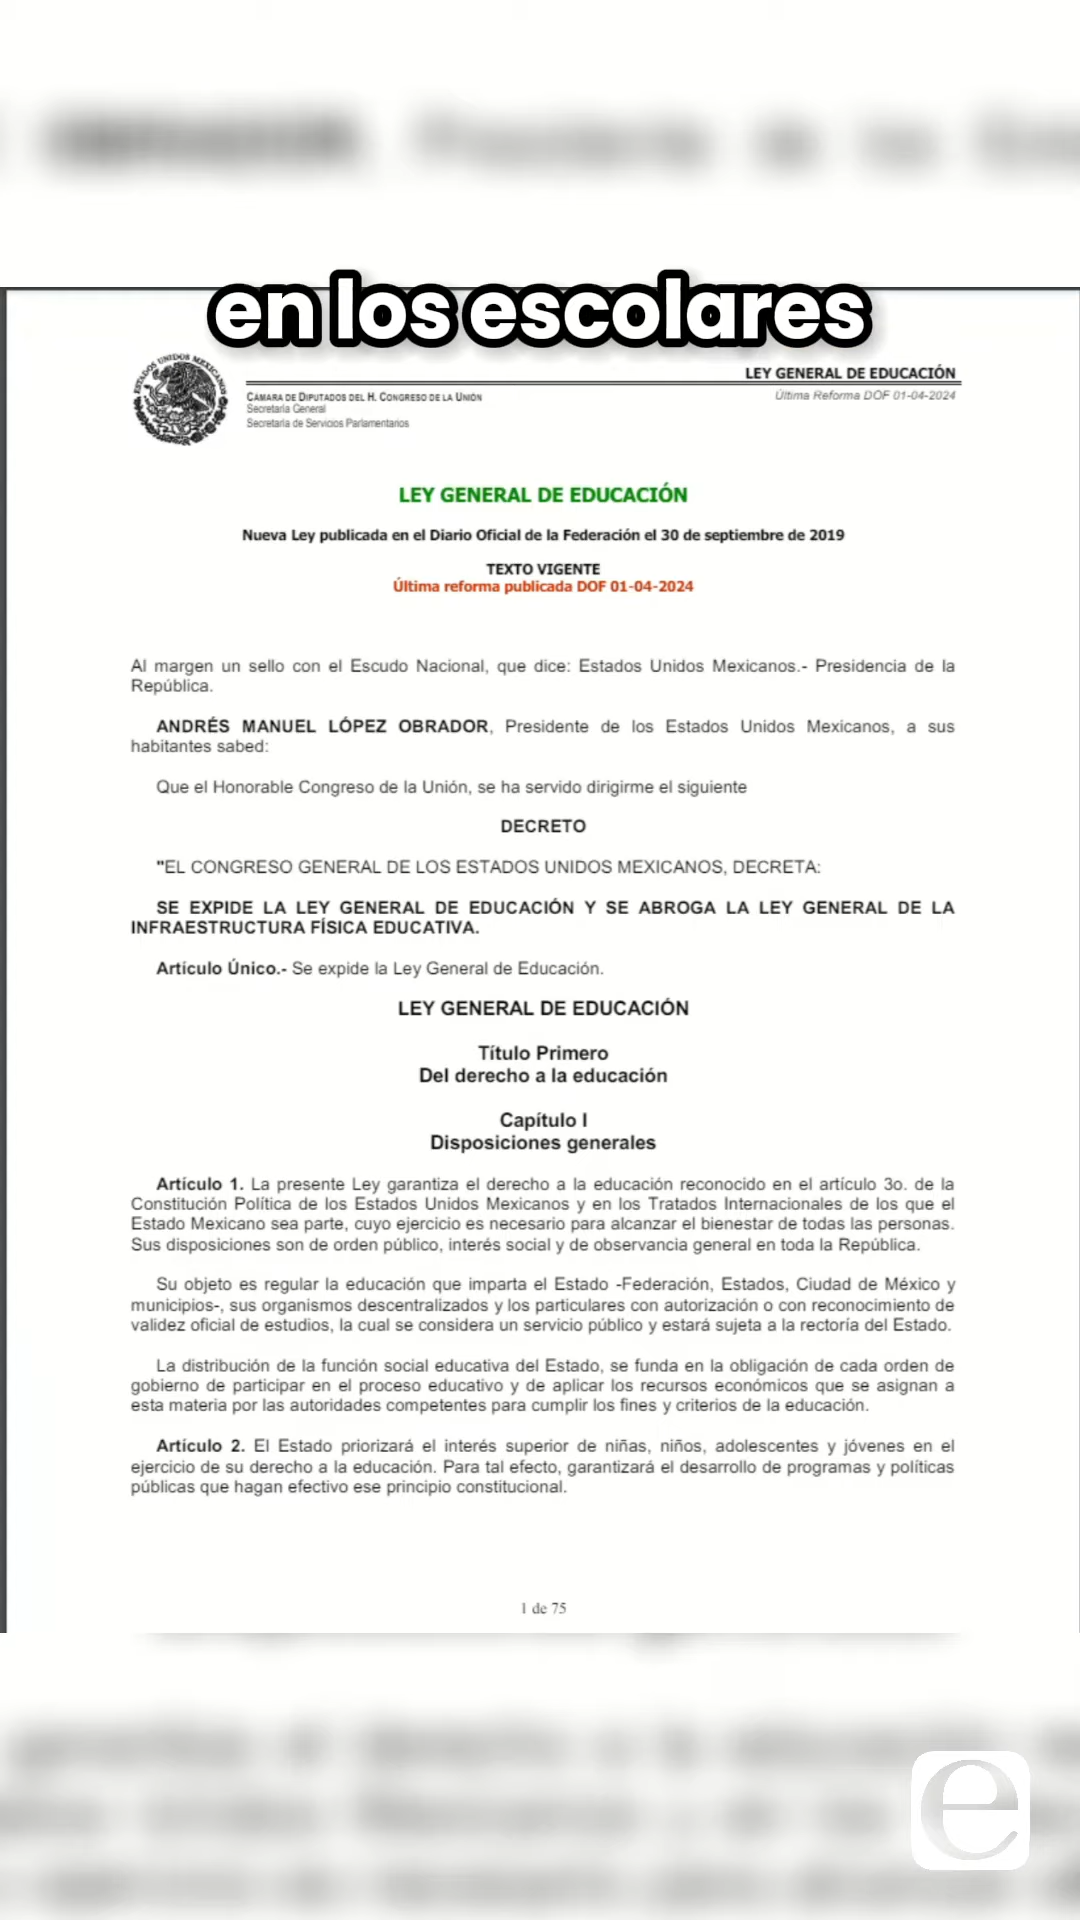 en los escolares
ESTADOS UNIDOS MEXICANOS
LEY GENERAL DE EDUCACIÓN
CÁMARA DE DIPUTADOS DEL H. CONGRESO DE LA UNIÓN
Última Reforma DOF 01-04-2024
Secretaría General
Secretaría de Servicios Parlamentarios
LEY GENERAL DE EDUCACIÓN
Nueva Ley publicada en el Diario Oficial de la Federación el 30 de septiembre de 2019
TEXTO VIGENTE
Última reforma publicada DOF 01-04-2024
Al margen un sello con el Escudo Nacional, que dice: Estados Unidos Mexicanos.- Presidencia de la
República.
ANDRÉS MANUEL LÓPEZ OBRADOR, Presidente de los Estados Unidos Mexicanos, a sus
habitantes sabed:
Que el Honorable Congreso de la Unión, se ha servido dirigirme el siguiente
DECRETO
"EL CONGRESO GENERAL DE LOS ESTADOS UNIDOS MEXICANOS, DECRETA:
SE EXPIDE LA LEY GENERAL DE EDUCACIÓN Y SE ABROGA LA LEY GENERAL DE LA
INFRAESTRUCTURA FÍSICA EDUCATIVA.
Artículo Único.- Se expide la Ley General de Educación.
LEY GENERAL DE EDUCACIÓN
Título Primero
Del derecho a la educación
Capítulo I
Disposiciones generales
Artículo 1. La presente Ley garantiza el derecho a la educación reconocido en el artículo 3o. de la
Constitución Política de los Estados Unidos Mexicanos y en los Tratados Internacionales de los que el
Estado Mexicano sea parte, cuyo ejercicio es necesario para alcanzar el bienestar de todas las personas.
Sus disposiciones son de orden público, interés social y de observancia general en toda la República.
Su objeto es regular la educación que imparta el Estado -Federación, Estados, Ciudad de México y
municipios-, sus organismos descentralizados y los particulares con autorización o con reconocimiento de
validez oficial de estudios, la cual se considera un servicio público y estará sujeta a la rectoría del Estado.
La distribución de la función social educativa del Estado, se funda en la obligación de cada orden de
gobierno de participar en el proceso educativo y de aplicar los recursos económicos que se asignan a
esta materia por las autoridades competentes para cumplir los fines y criterios de la educación.
Artículo 2. El Estado priorizará el interés superior de niñas, niños, adolescentes y jóvenes en el
ejercicio de su derecho a la educación. Para tal efecto, garantizará el desarrollo de programas y políticas
públicas que hagan efectivo ese principio constitucional.
1 de 75
e